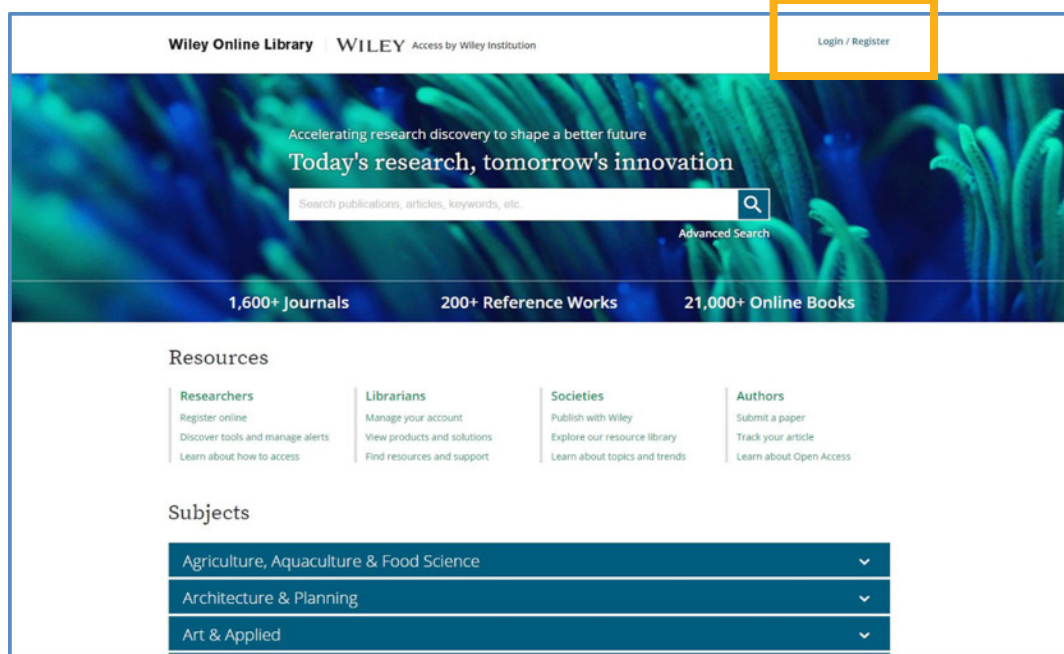 Wiley Online Library WILEY Access by Wiley Institution Login / Register
Accelerating research discovery to shape a better future
Today's research, tomorrow's innovation
Search publications, articles, keywords, etc.
Advanced Search
1,600+ Journals 200+ Reference Works 21,000+ Online Books
Resources
Researchers
Register online
Discover tools and manage alerts
Learn about how to access
Librarians
Manage your account
View products and solutions
Find resources and support
Societies
Publish with Wiley
Explore our resource library
Learn about topics and trends
Authors
Submit a paper
Track your article
Learn about Open Access
Subjects
Agriculture, Aquaculture & Food Science
Architecture & Planning
Art & Applied